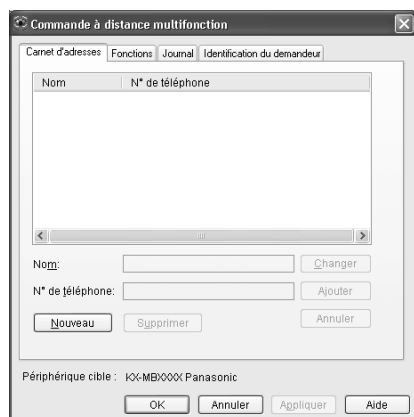 Commande à distance multifonction
Carnet d'adresses Fonctions Journal Identification du demandeur
Nom N° de téléphone
Nom: Changer
N° de téléphone: Ajouter
Nouveau Supprimer Annuler
Périphérique cible : KX-MBXXXX Panasonic
OK Annuler Appliquer Aide